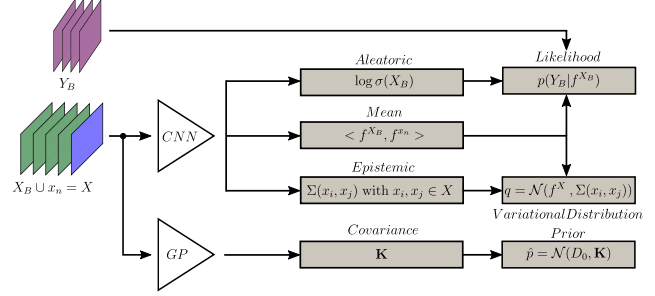 Y_B
Aleatoric
log σ(X_B)
Likelihood
p(Y_B|f^{X_B})
Mean
< f^{X_B}, f^{x_n} >
CNN
X_B ∪ x_n = X
Epistemic
Σ(x_i, x_j) with x_i, x_j ∈ X
q = 𝒩(f^X, Σ(x_i, x_j))
VariationalDistribution
GP
Covariance
K
Prior
p̂ = 𝒩(D_0, K)